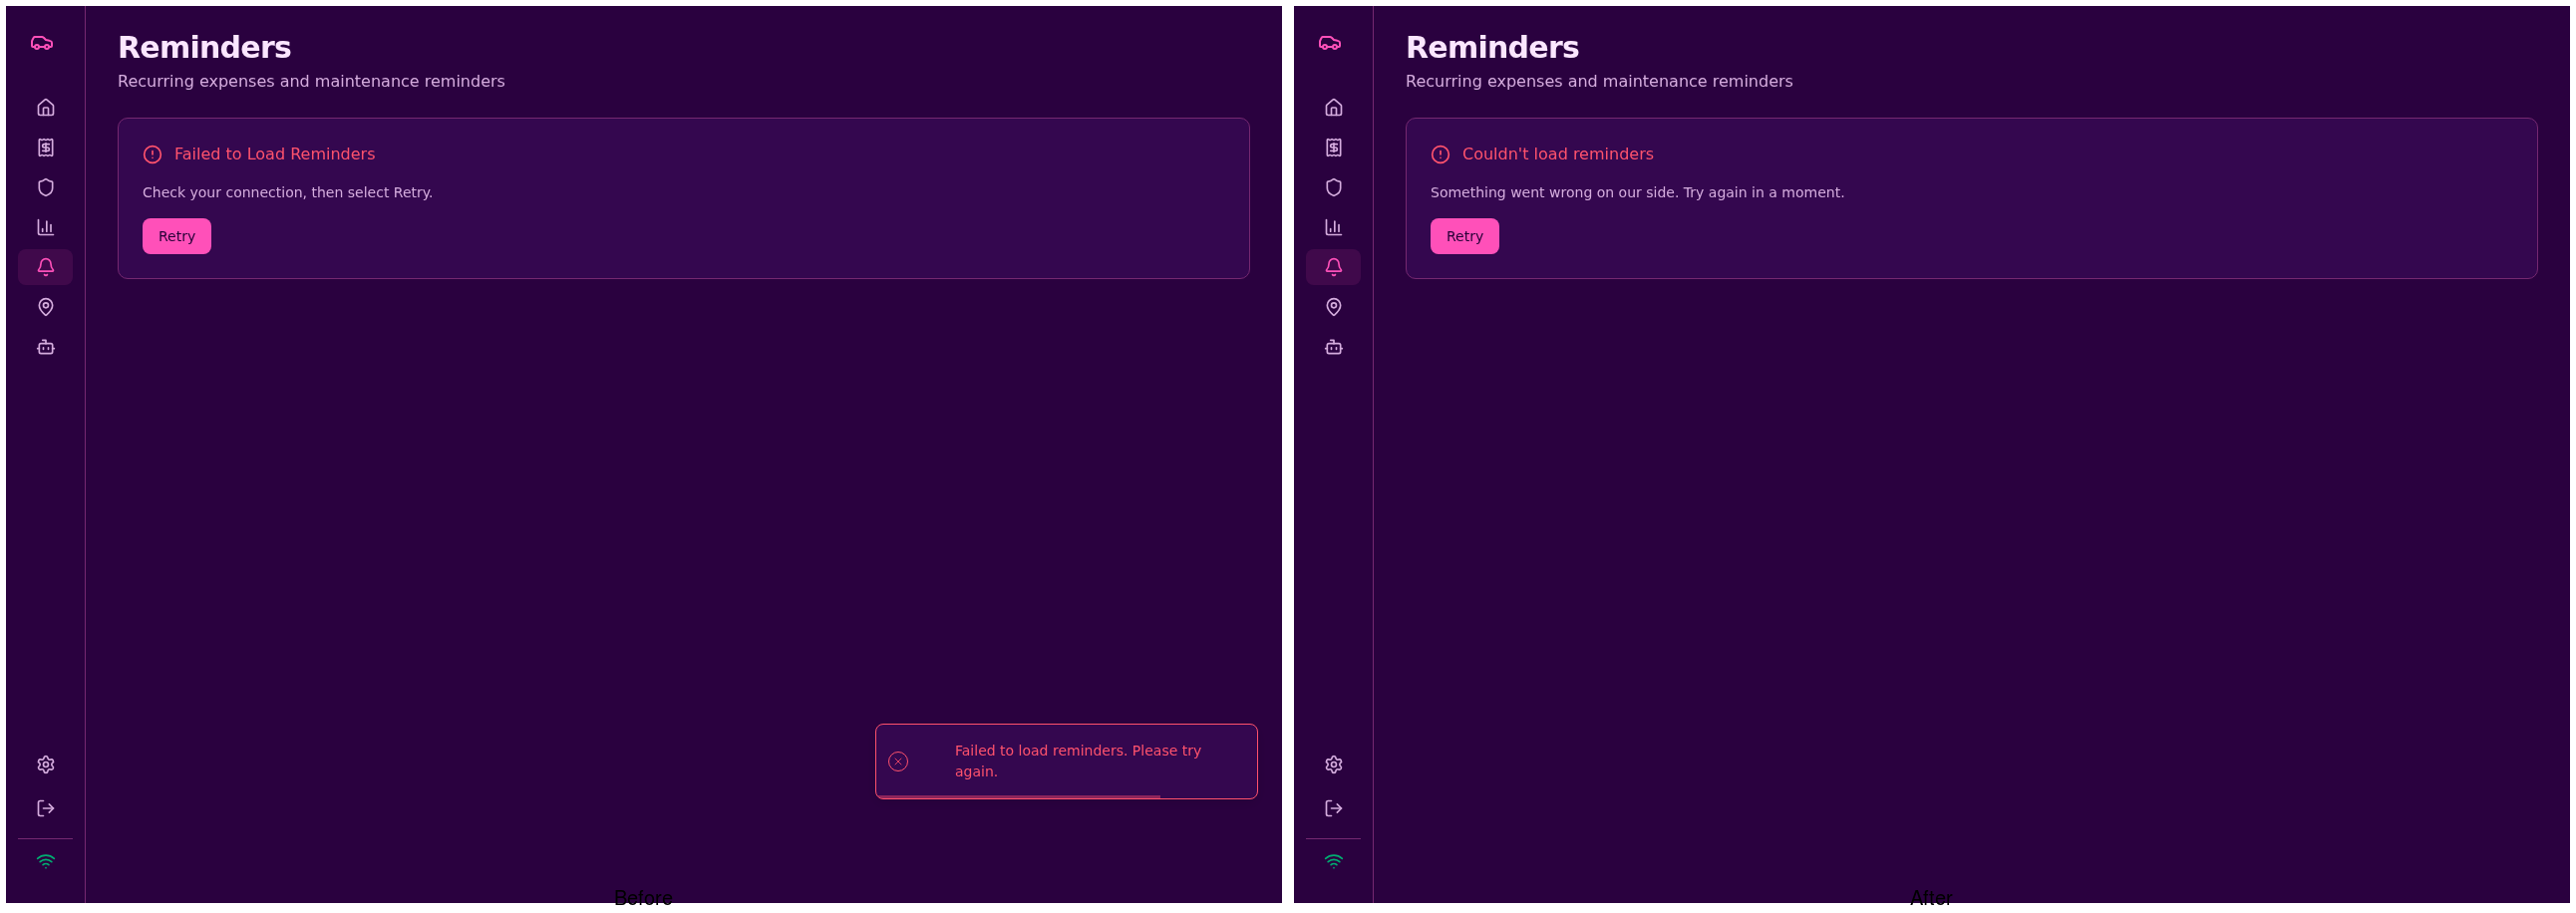 Reminders
Recurring expenses and maintenance reminders
Failed to Load Reminders
Check your connection, then select Retry.
Retry
Failed to load reminders. Please try
again.
Before
Reminders
Recurring expenses and maintenance reminders
Couldn't load reminders
Something went wrong on our side. Try again in a moment.
Retry
After